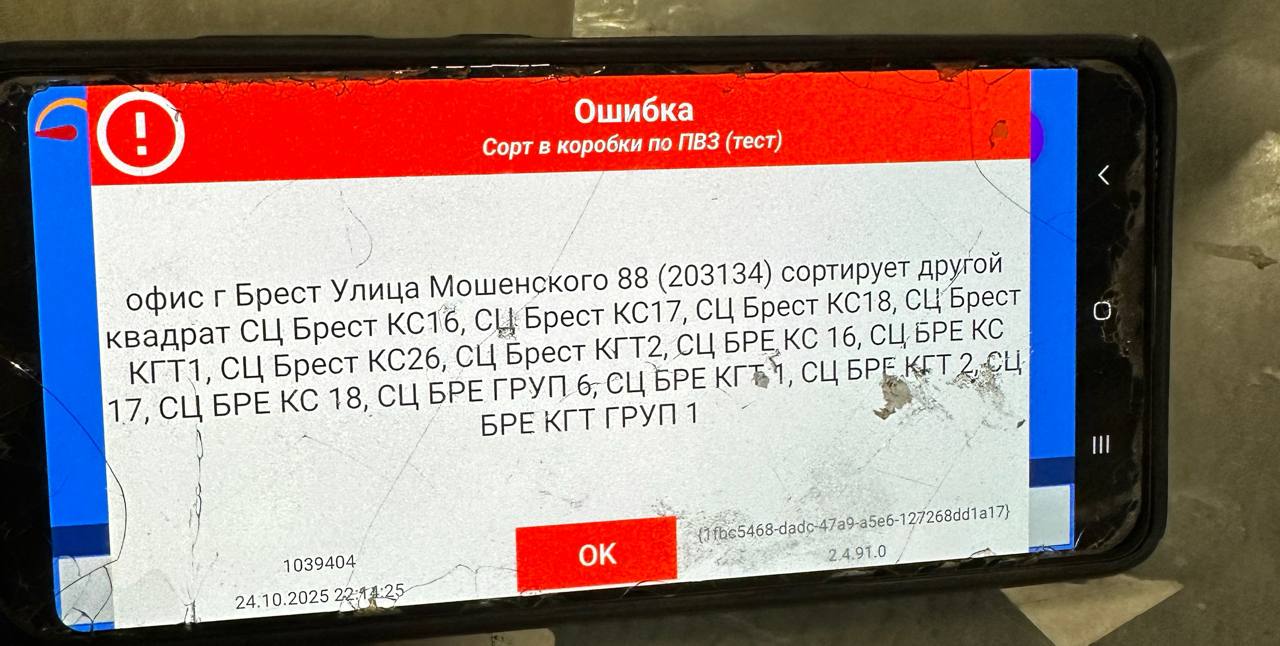 Ошибка
Сорт в коробки по ПВЗ (тест)
офис г Брест Улица Мошенского 88 (203134) сортирует другой
квадрат СЦ Брест КС16, СЦ Брест КС17, СЦ Брест КС18, СЦ Брест
КГТ1, СЦ Брест КС26, СЦ Брест КГТ2, СЦ БРЕ КС 16, СЦ БРЕ КС
17, СЦ БРЕ КС 18, СЦ БРЕ ГРУП 6, СЦ БРЕ КГТ 1, СЦ БРЕ КГТ 2, СЦ
БРЕ КГТ ГРУП 1
1039404
24.10.2025 22:14:25
OK
{1fbc5468-dadc-47a9-a5e6-127268dd1a17}
2.4.91.0